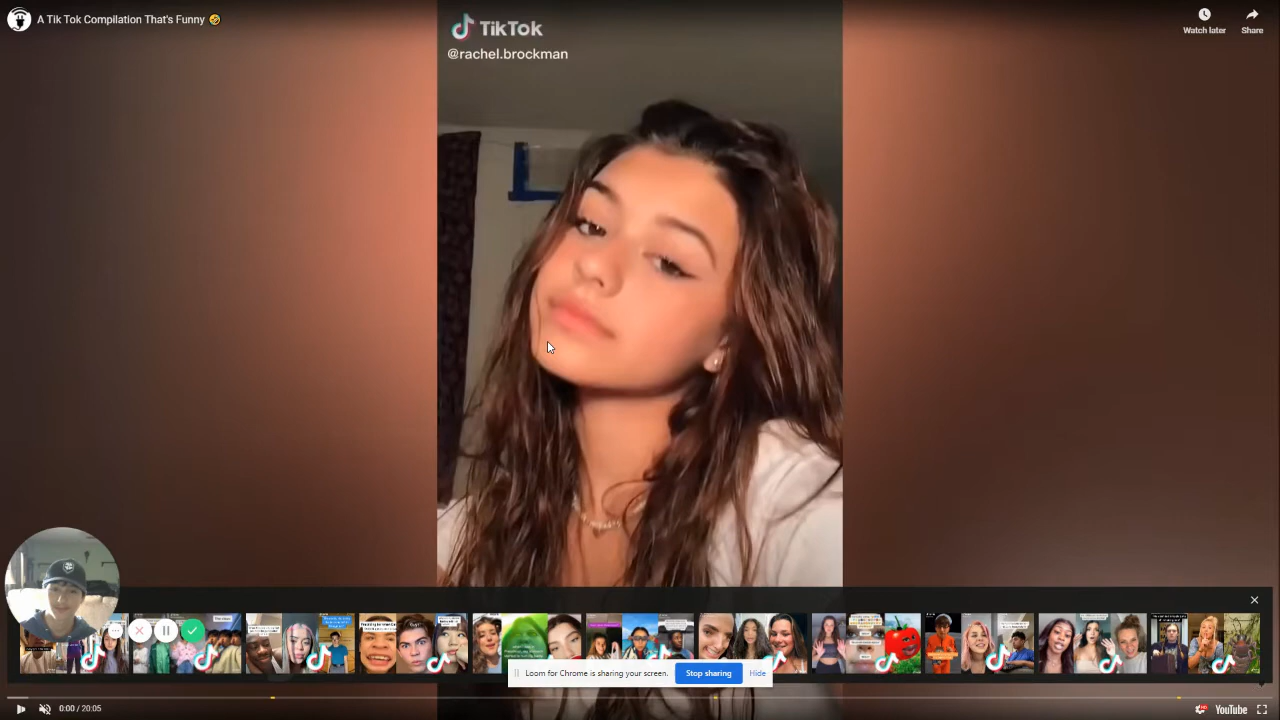 A Tik Tok Compilation That's Funny 🤣
Watch later
Share
TikTok
@rachel.brockman
Loom for Chrome is sharing your screen.
Stop sharing
Hide
0:00 / 20:05
HD
YouTube